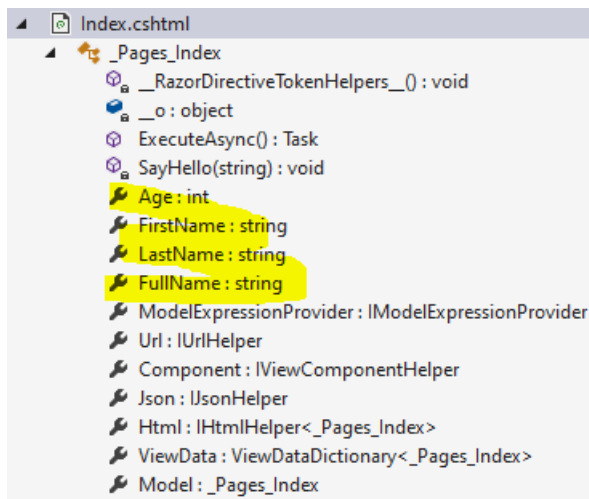 Index.cshtml
_Pages_Index
__RazorDirectiveTokenHelpers__() : void
__o : object
ExecuteAsync() : Task
SayHello(string) : void
Age : int
FirstName : string
LastName : string
FullName : string
ModelExpressionProvider : IModelExpressionProvider
Url : IUrlHelper
Component : IViewComponentHelper
Json : IJsonHelper
Html : IHtmlHelper<_Pages_Index>
ViewData : ViewDataDictionary<_Pages_Index>
Model : _Pages_Index